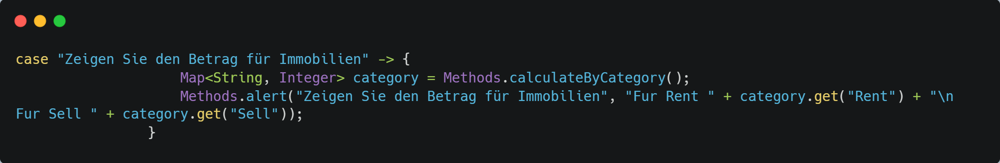 case "Zeigen Sie den Betrag für Immobilien" -> {
                    Map<String, Integer> category = Methods.calculateByCategory();
                    Methods.alert("Zeigen Sie den Betrag für Immobilien", "Fur Rent " + category.get("Rent") + "\n
Fur Sell " + category.get("Sell"));
                }